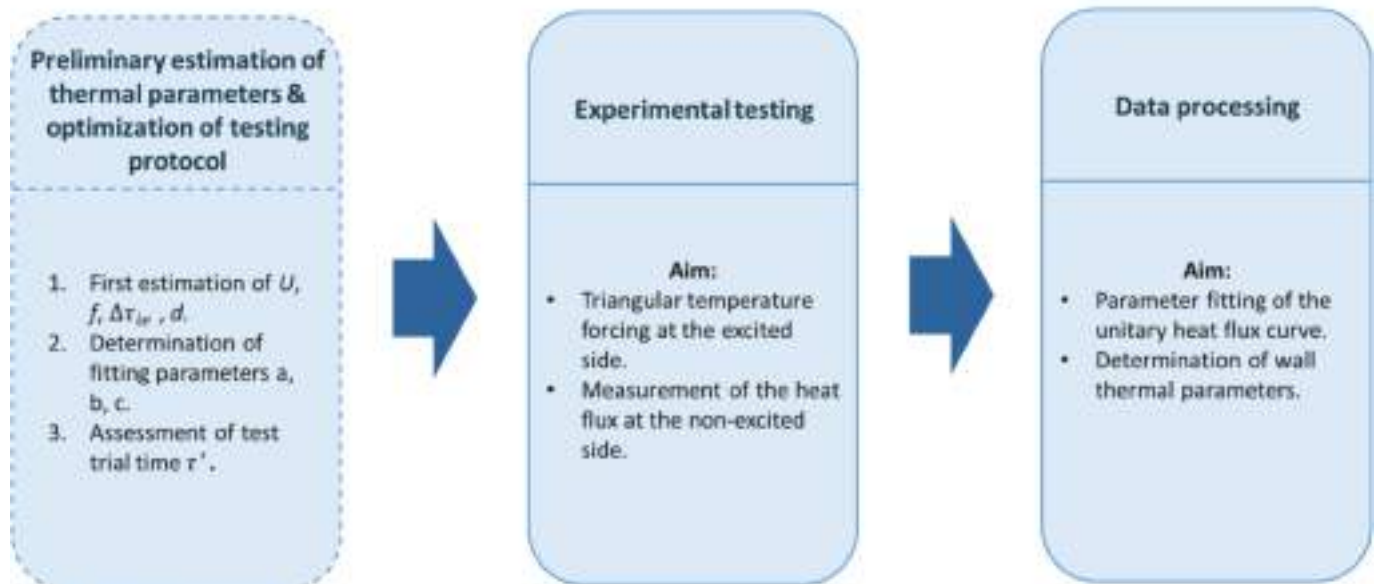 Preliminary estimation of
thermal parameters &
optimization of testing
protocol
1. First estimation of U,
f, Δτie , d.
2. Determination of
fitting parameters a,
b, c.
3. Assessment of test
trial time τ*.
Experimental testing
Aim:
• Triangular temperature
forcing at the excited
side.
• Measurement of the heat
flux at the non-excited
side.
Data processing
Aim:
• Parameter fitting of the
unitary heat flux curve.
• Determination of wall
thermal parameters.